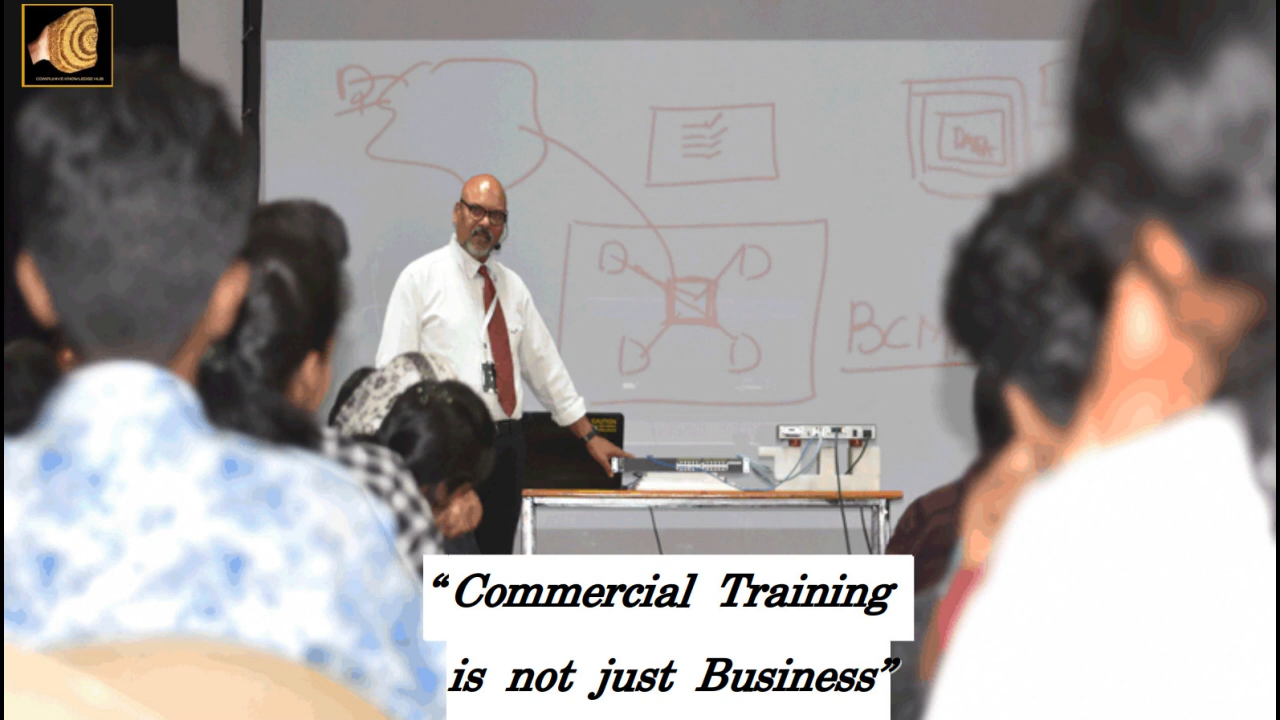 DATA
BCM
D
D
D
D
“Commercial Training
is not just Business”